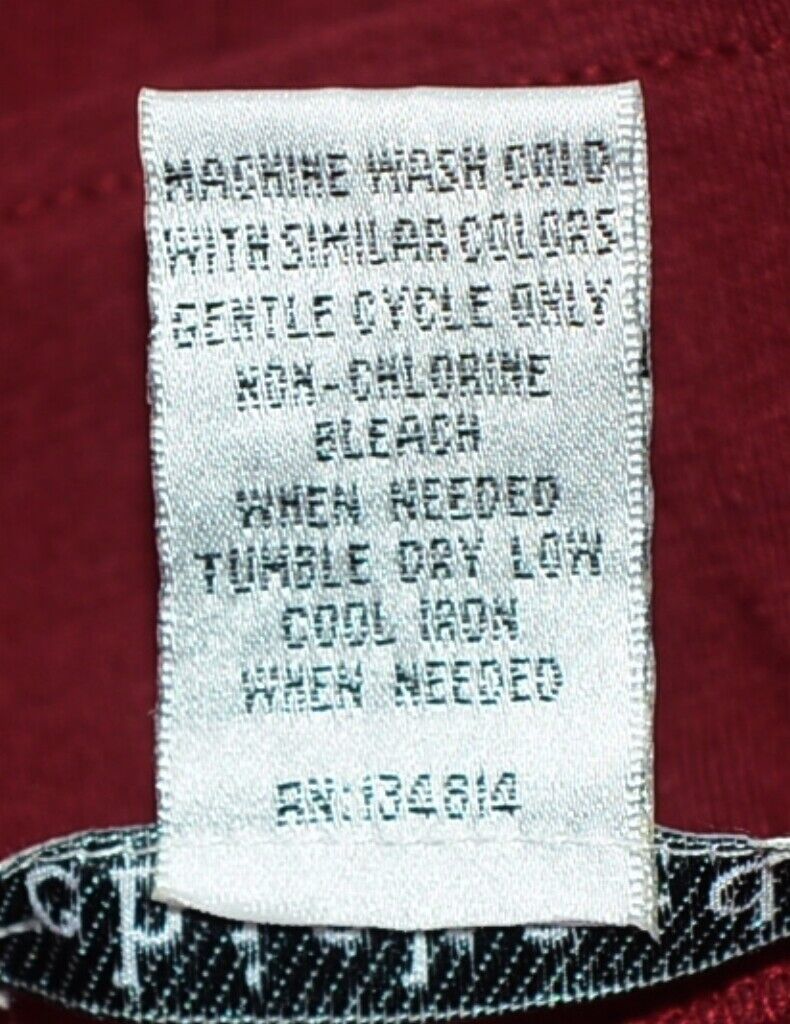 MACHINE WASH COLD
WITH SIMILAR COLORS
GENTLE CYCLE ONLY
NON-CHLORINE
BLEACH
WHEN NEEDED
TUMBLE DRY LOW
COOL IRON
WHEN NEEDED
RN:134814